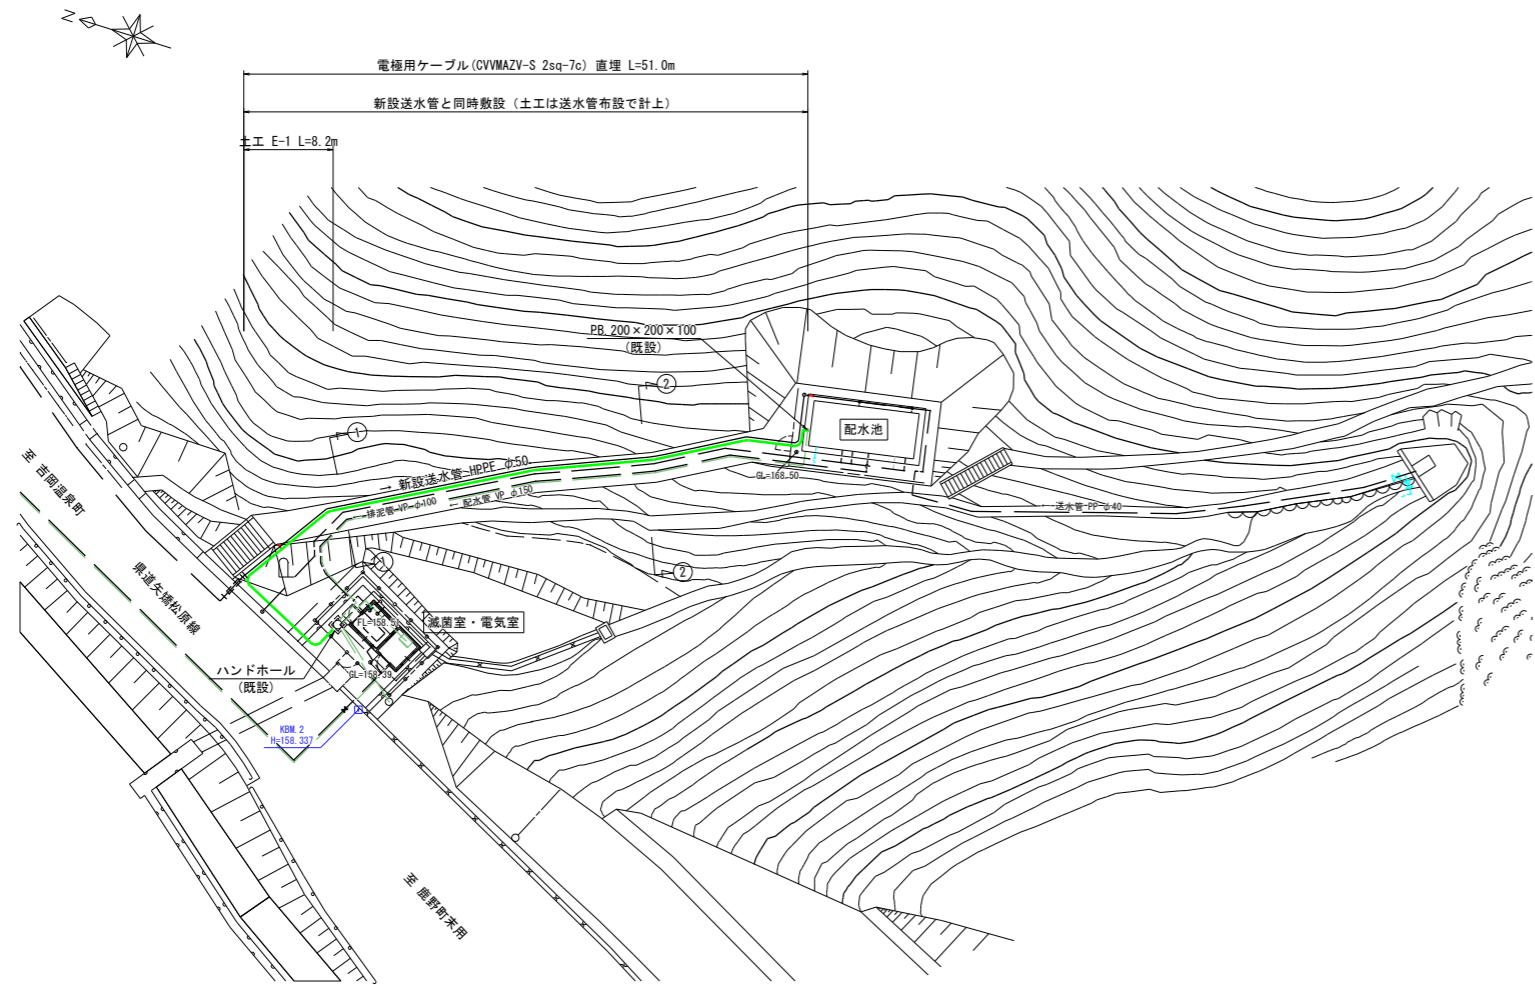 N
電極用ケーブル(CVVMAZV-S 2sq-7c) 直埋 L=51.0m
新設送水管と同時敷設（土工は送水管布設で計上）
土工 E-1 L=8.2m
PB 200×200×100
(既設)
2
1
配水池
→ 新設送水管 HPPE φ50
← 配水管 VP φ150
← 排泥管 VP φ100
GL=168.50
← 送水管 PP φ40
至 吉岡温泉町
県道矢矯松原線
1
2
滅菌室・電気室
FL=158.51
ハンドホール
(既設)
GL=158.39
KBM.2
H=158.337
至 鹿野町末用